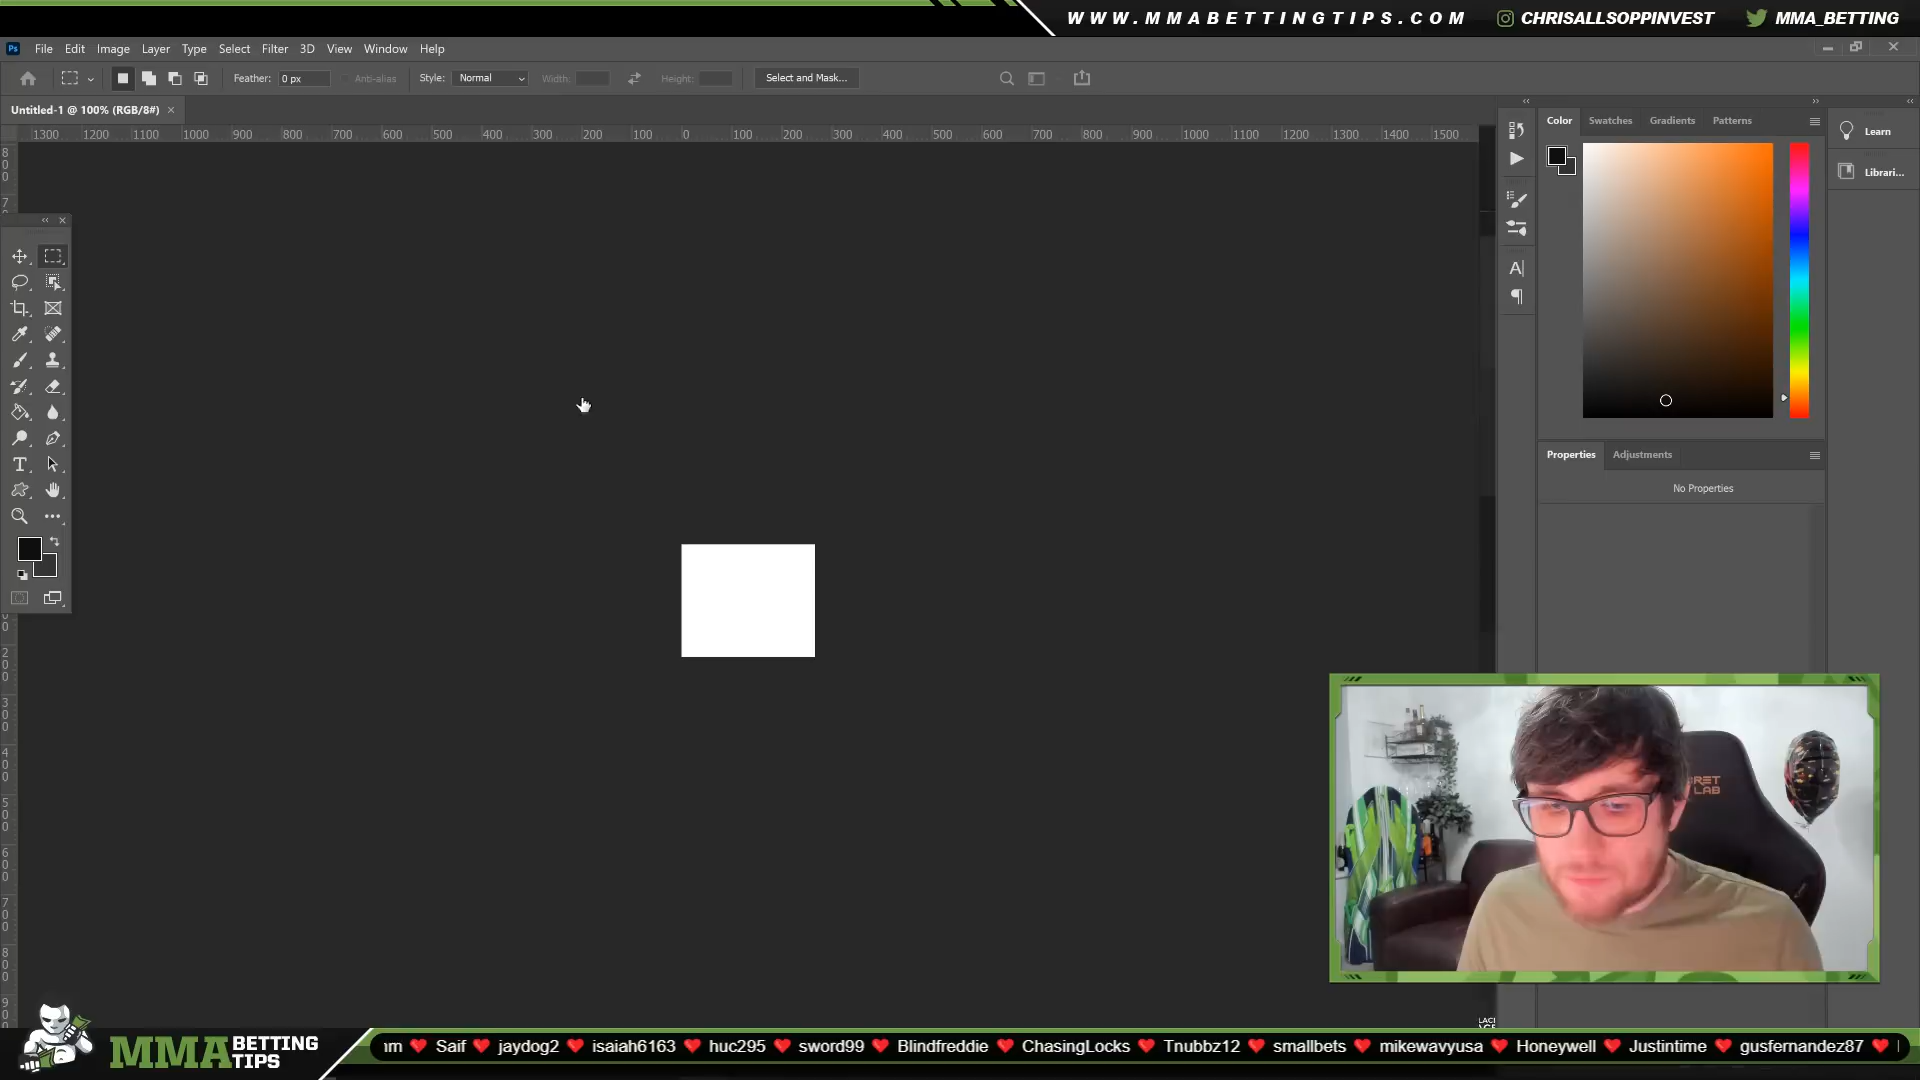 WWW.MMABETTINGTIPS.COM
CHRISALLSOPPINVEST
MMA_BETTING
Ps File Edit Image Layer Type Select Filter 3D View Window Help
Feather: 0 px Anti-alias Style: Normal Width: Height: Select and Mask...
Untitled-1 @ 100% (RGB/8#) ×
1300 1200 1100 1000 900 800 700 600 500 400 300 200 100 0 100 200 300 400 500 600 700 800 900 1000 1100 1200 1300 1400 1500
Color Swatches Gradients Patterns
Learn
Librari...
Properties Adjustments
No Properties
RET
LAB
MMA BETTING TIPS
Saif ❤ jaydog2 ❤ isaiah6163 ❤ huc295 ❤ sword99 ❤ Blindfreddie ❤ ChasingLocks ❤ Tnubbz12 ❤ smallbets ❤ mikewavyusa ❤ Honeywell ❤ Justintime ❤ gusfernandez87 ❤